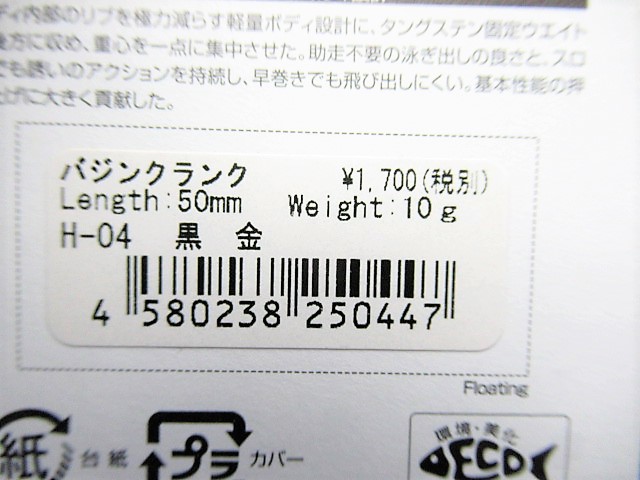 ディ内部のリブを極力減らす軽量ボディ設計に、タングステン固定ウエイト
後方に収め、重心を一点に集中させた。助走不要の泳ぎ出しの良さと、スロ
でも誘いのアクションを持続し、早巻きでも飛び出しにくい。基本性能の押
上げに大きく貢献した。
バジンクランク ¥1,700(税別)
Length:50mm Weight:10g
H-04 黒 金
4 580238 250447
Floating
紙 台紙 プラ カバー
環境・美化
ECO